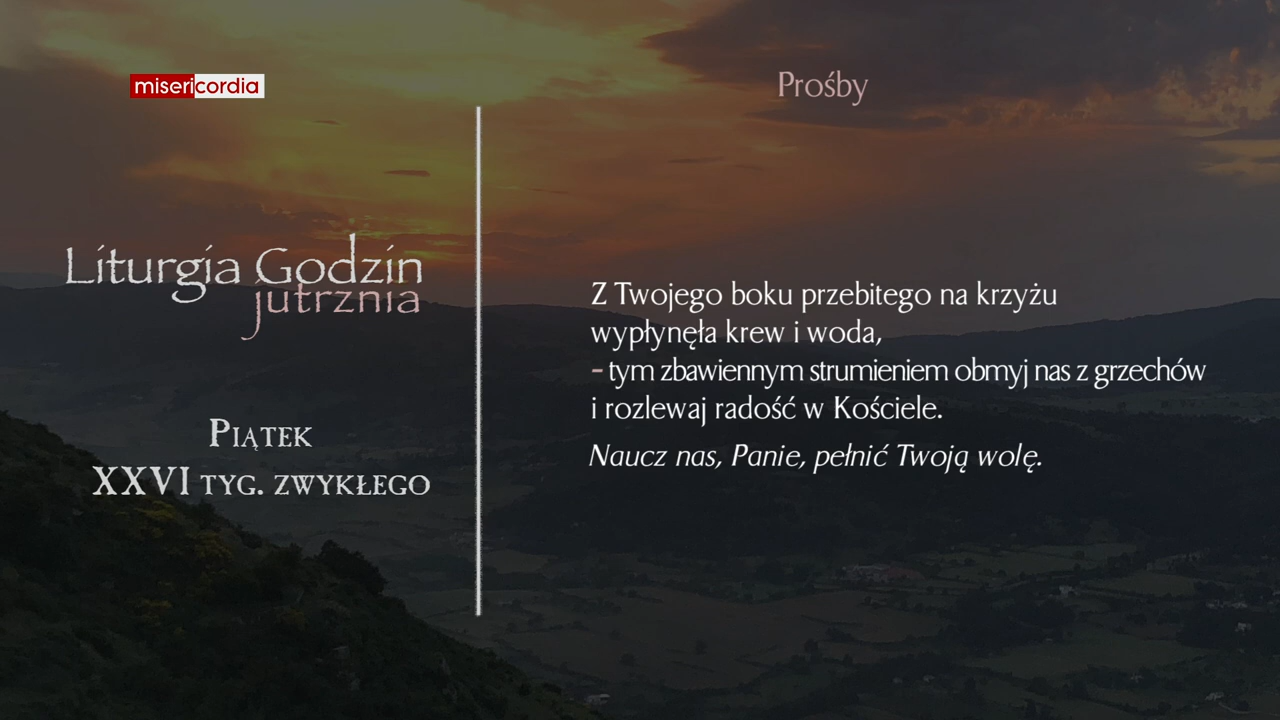 misericordia
Liturgia Godzin
jutrznia
Piątek
XXVI tyg. zwykłego
Prośby
Z Twojego boku przebitego na krzyżu
wypłynęła krew i woda,
- tym zbawiennym strumieniem obmyj nas z grzechów
i rozlewaj radość w Kościele.
Naucz nas, Panie, pełnić Twoją wolę.